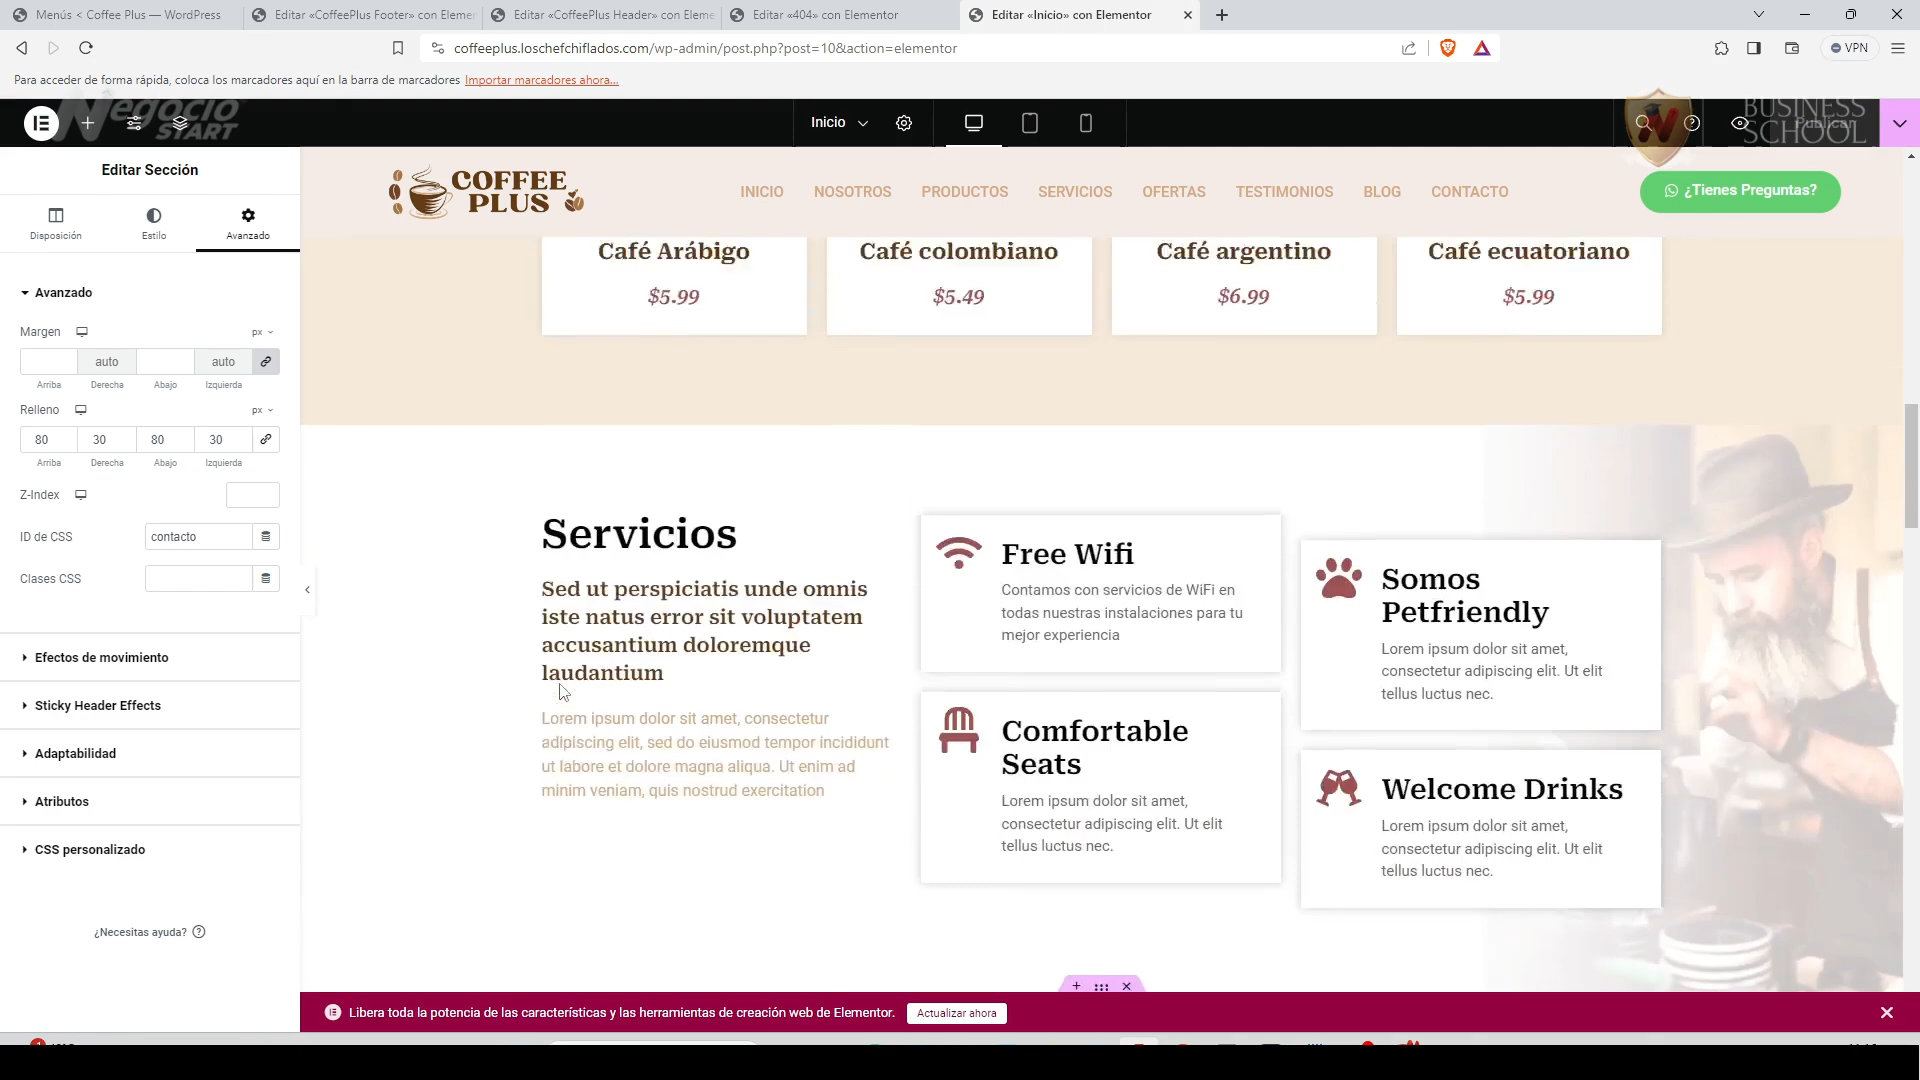 Menús < Coffee Plus — WordPress
Editar «CoffeePlus Footer» con Eleme
Editar «CoffeePlus Header» con Eleme
Editar «404» con Elementor
Editar «Inicio» con Elementor
coffeeplus.loschefchiflados.com/wp-admin/post.php?post=10&action=elementor
VPN
Para acceder de forma rápida, coloca los marcadores aquí en la barra de marcadores Importar marcadores ahora...
Negocio
START
Inicio
BUSINESS
SCHOOL
Publicar
Editar Sección
Disposición
Estilo
Avanzado
COFFEE
PLUS
INICIO
NOSOTROS
PRODUCTOS
SERVICIOS
OFERTAS
TESTIMONIOS
BLOG
CONTACTO
¿Tienes Preguntas?
Avanzado
Margen
px
auto
auto
Arriba
Derecha
Abajo
Izquierda
Relleno
px
80
30
80
30
Arriba
Derecha
Abajo
Izquierda
Z-Index
ID de CSS
contacto
Clases CSS
Efectos de movimiento
Sticky Header Effects
Adaptabilidad
Atributos
CSS personalizado
¿Necesitas ayuda?
Café Arábigo
$5.99
Café colombiano
$5.49
Café argentino
$6.99
Café ecuatoriano
$5.99
Servicios
Sed ut perspiciatis unde omnis
iste natus error sit voluptatem
accusantium doloremque
laudantium
Lorem ipsum dolor sit amet, consectetur
adipiscing elit, sed do eiusmod tempor incididunt
ut labore et dolore magna aliqua. Ut enim ad
minim veniam, quis nostrud exercitation
Free Wifi
Contamos con servicios de WiFi en
todas nuestras instalaciones para tu
mejor experiencia
Comfortable
Seats
Lorem ipsum dolor sit amet,
consectetur adipiscing elit. Ut elit
tellus luctus nec.
Somos
Petfriendly
Lorem ipsum dolor sit amet,
consectetur adipiscing elit. Ut elit
tellus luctus nec.
Welcome Drinks
Lorem ipsum dolor sit amet,
consectetur adipiscing elit. Ut elit
tellus luctus nec.
Libera toda la potencia de las características y las herramientas de creación web de Elementor.
Actualizar ahora